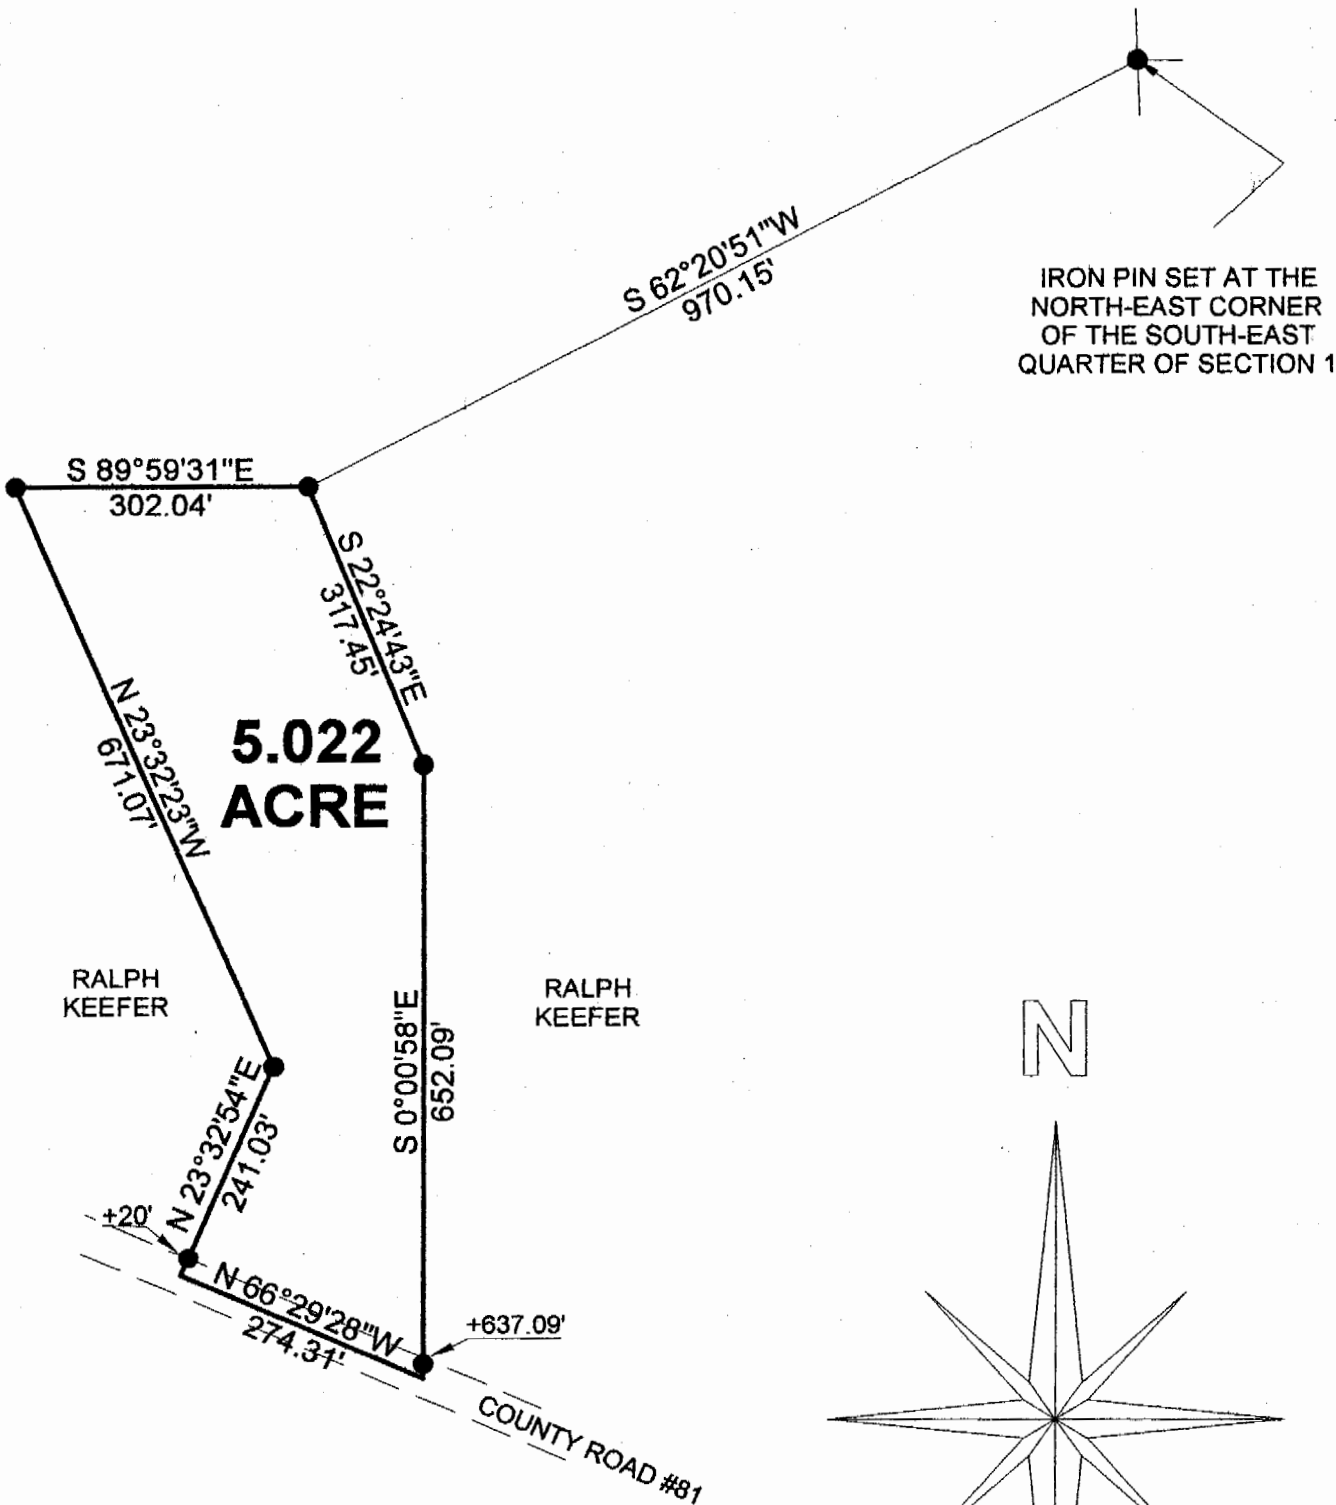 S 62°20'51"W
970.15'
IRON PIN SET AT THE
NORTH-EAST CORNER
OF THE SOUTH-EAST
QUARTER OF SECTION 1
S 89°59'31"E
302.04'
S 22°24'43"E
317.45'
N 23°32'23"W
671.07'
5.022
ACRE
RALPH
KEEFER
RALPH
KEEFER
S 0°00'58"E
652.09'
N
N 23°32'54"E
241.03'
+20'
N 66°29'28"W
274.31'
+637.09'
COUNTY ROAD #81